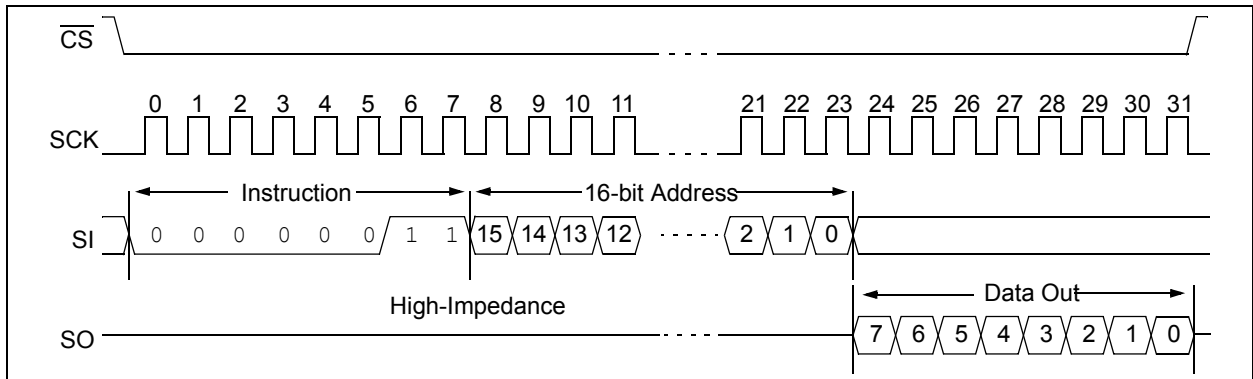 CS
0 1 2 3 4 5 6 7 8 9 10 11 21 22 23 24 25 26 27 28 29 30 31
SCK
Instruction 16-bit Address
SI 0 0 0 0 0 0 1 1 15 14 13 12 2 1 0
High-Impedance Data Out
SO 7 6 5 4 3 2 1 0